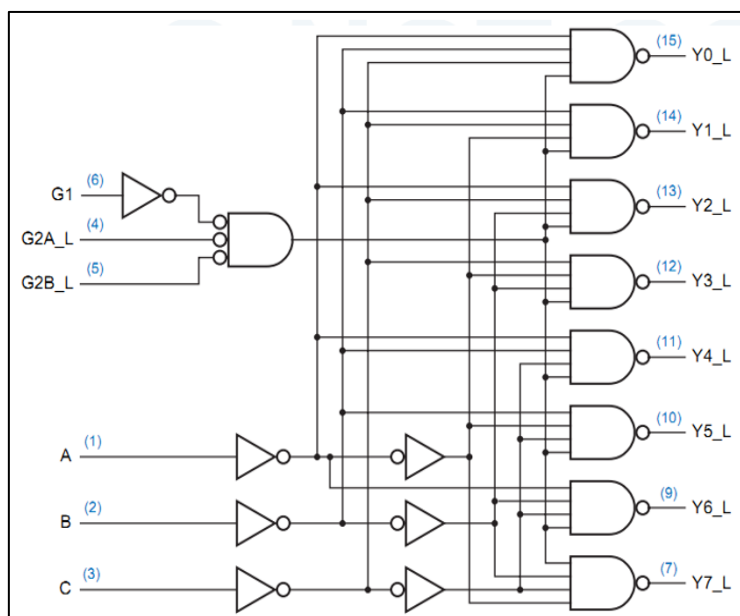 (15) Y0_L
(14) Y1_L
(6)
G1
(13) Y2_L
(4)
G2A_L
(5)
G2B_L
(12) Y3_L
(11) Y4_L
(10) Y5_L
(1)
A
(9) Y6_L
(2)
B
(3)
C
(7) Y7_L